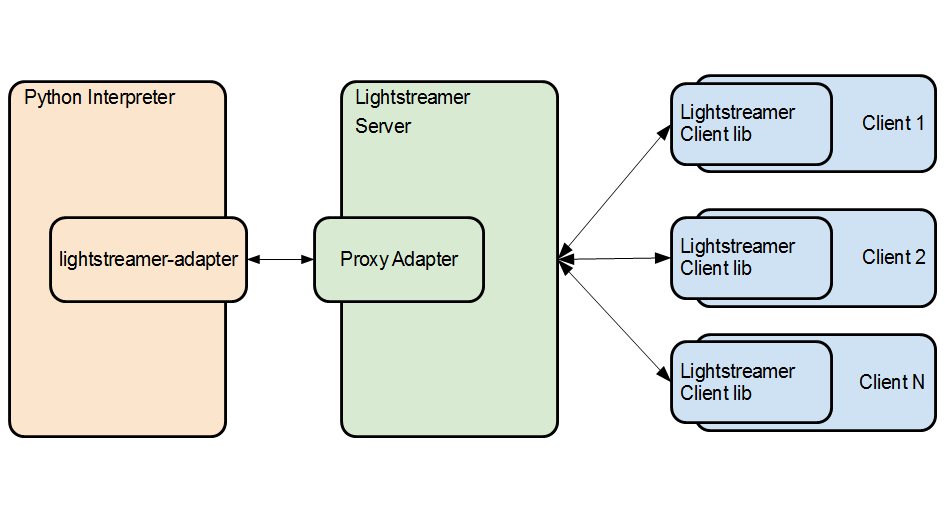 Python Interpreter
lightstreamer-adapter
Lightstreamer
Server
Proxy Adapter
Lightstreamer
Client lib
Client 1
Lightstreamer
Client lib
Client 2
Lightstreamer
Client lib
Client N